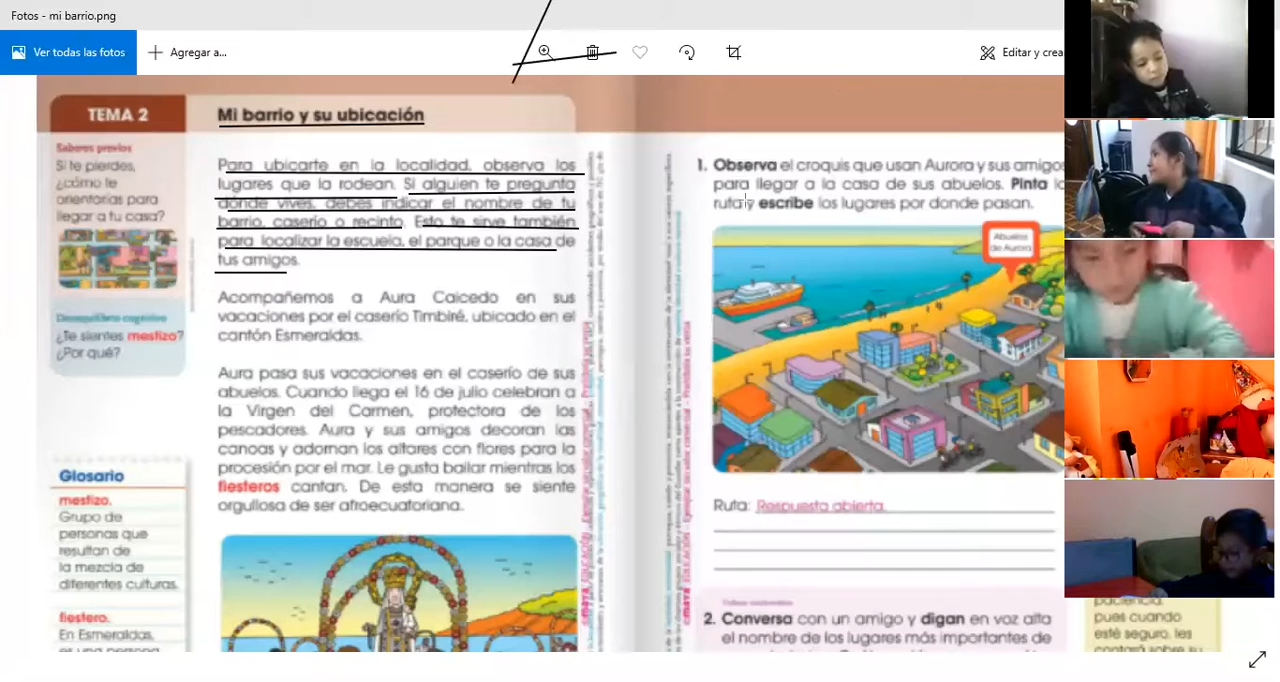 Fotos - mi barrio.png
Ver todas las fotos
Agregar a...
Editar y crea
TEMA 2
Mi barrio y su ubicación
Saberes previos
Si te pierdes,
¿cómo te
orientarías para
llegar a tu casa?
Desequilibrio cognitivo
¿Te sientes mestizo?
¿Por qué?
Glosario
mestizo.
Grupo de
personas que
resultan de
la mezcla de
diferentes culturas.
fiestero.
En Esmeraldas,
es una persona
Para ubicarte en la localidad, observa los
lugares que la rodean. Si alguien te pregunta
dónde vives, debes indicar el nombre de tu
barrio, caserío o recinto. Esto te sirve también
para localizar la escuela, el parque o la casa de
tus amigos.
Acompañemos a Aura Caicedo en sus
vacaciones por el caserío Timbiré, ubicado en el
cantón Esmeraldas.
Aura pasa sus vacaciones en el caserío de sus
abuelos. Cuando llega el 16 de julio celebran a
la Virgen del Carmen, protectora de los
pescadores. Aura y sus amigos decoran las
canoas y adornan los altares con flores para la
procesión por el mar. Le gusta bailar mientras los
fiesteros cantan. De esta manera se siente
orgullosa de ser afroecuatoriana.
1. Observa el croquis que usan Aurora y sus amigos
para llegar a la casa de sus abuelos. Pinta la
ruta y escribe los lugares por donde pasan.
Abuelos
de Aurora
Ruta: Respuesta abierta.
2. Conversa con un amigo y digan en voz alta
el nombre de los lugares más importantes de
paciencia,
pues cuando
esté seguro, les
contará sobre su